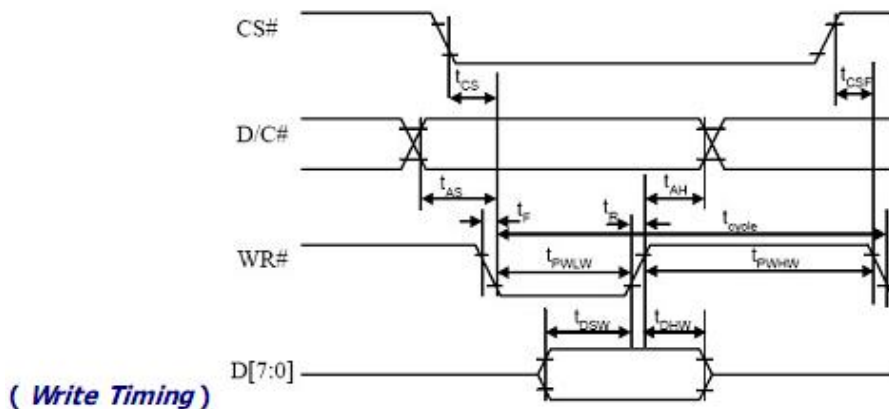 CS#
tCS
tCSF
D/C#
tAS
tAH
tF
tR
tcycle
WR#
tPWLW
tPWHW
tDSW
tDHW
D[7:0]
( Write Timing )